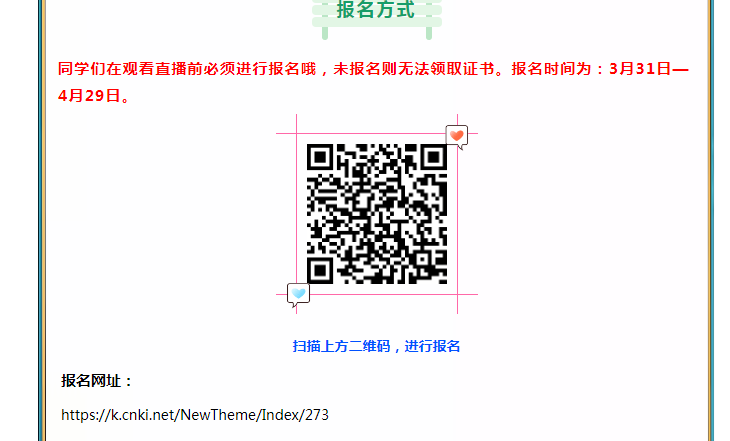 报名方式
同学们在观看直播前必须进行报名哦，未报名则无法领取证书。报名时间为：3月31日—
4月29日。
扫描上方二维码，进行报名
报名网址：
https://k.cnki.net/NewTheme/Index/273